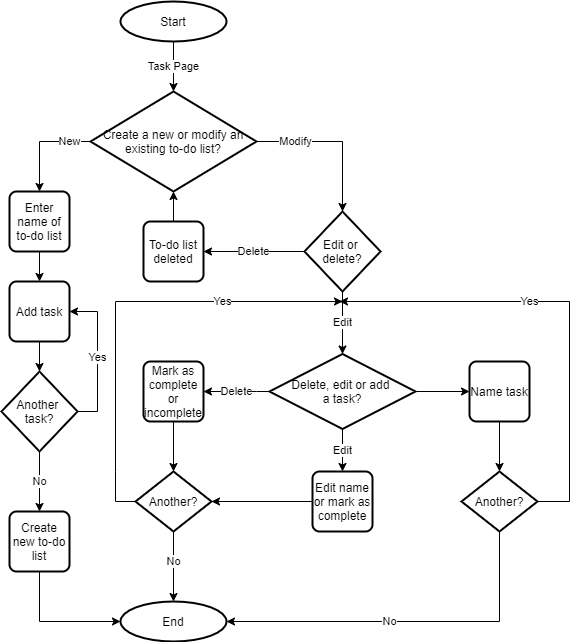 Start
Task Page
Create a new or modify an
existing to-do list?
New
Modify
Enter
name of
to-do list
To-do list
deleted
Delete
Edit or
delete?
Add task
Yes
Yes
Edit
Yes
Another
task?
Mark as
complete
or
incomplete
Delete
Delete, edit or add
a task?
Name task
Edit
No
Another?
Edit name
or mark as
complete
Another?
Create
new to-do
list
No
End
No